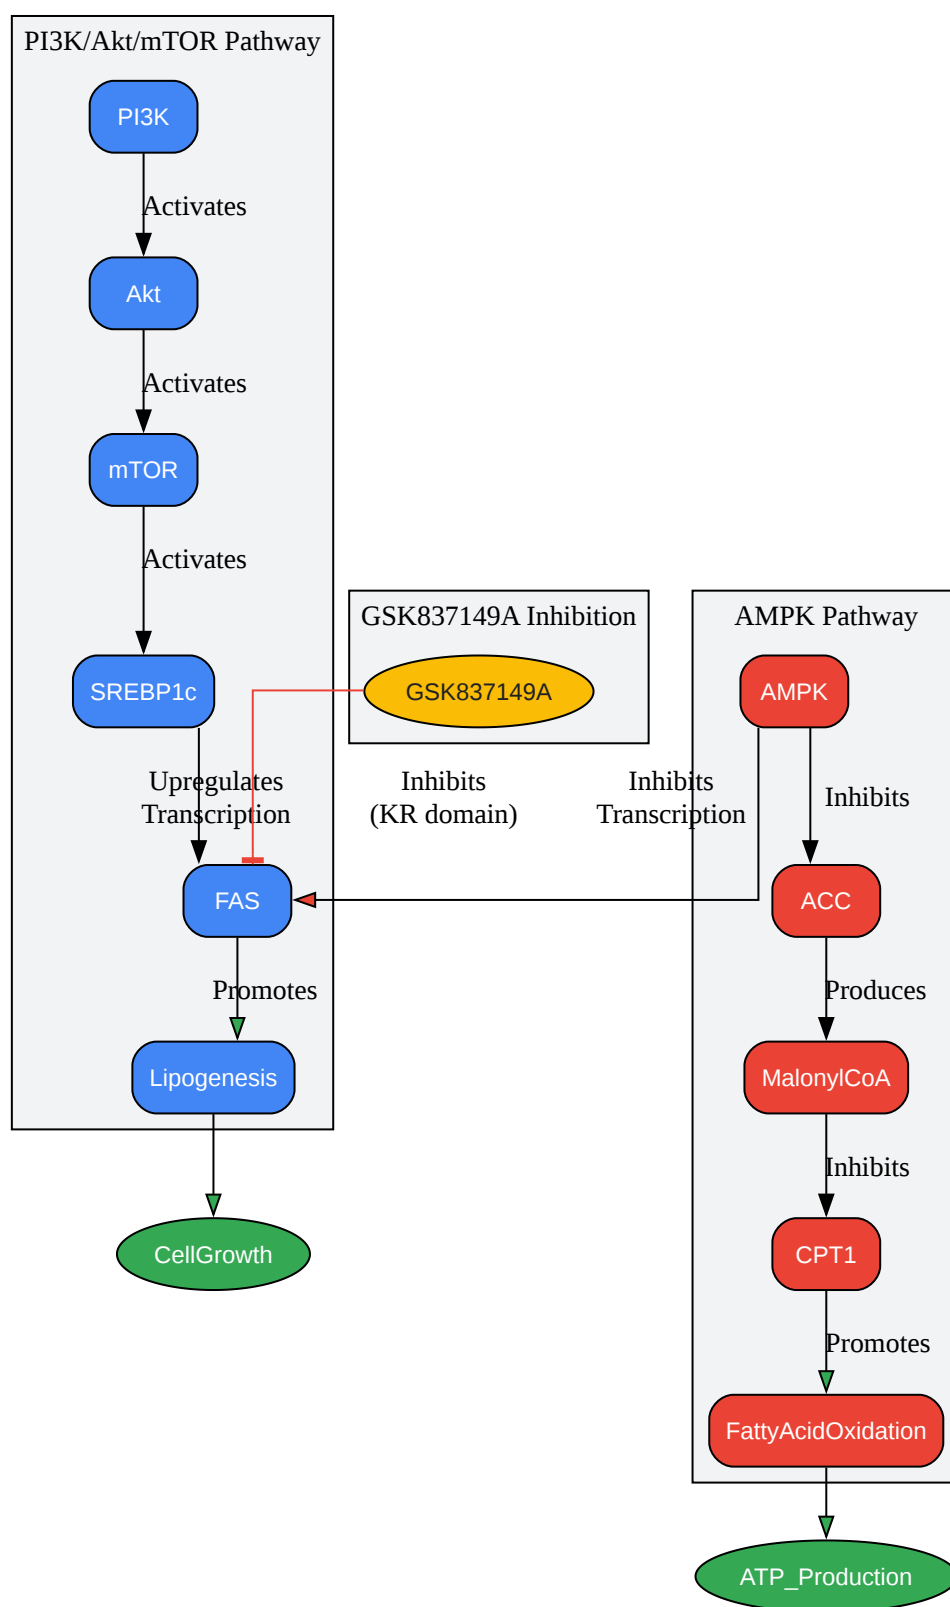 PI3K/Akt/mTOR Pathway
PI3K
Activates
Akt
Activates
mTOR
Activates
SREBP1c
Upregulates
Transcription
FAS
Promotes
Lipogenesis
CellGrowth
GSK837149A Inhibition
GSK837149A
Inhibits
(KR domain)
Inhibits
Transcription
AMPK Pathway
AMPK
Inhibits
ACC
Produces
MalonylCoA
Inhibits
CPT1
Promotes
FattyAcidOxidation
ATP_Production